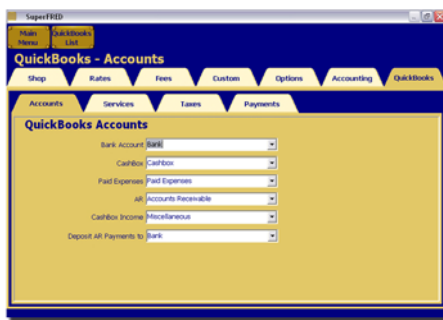 SuperFRED
Main Menu
QuickBooks List
QuickBooks - Accounts
Shop Rates Fees Custom Options Accounting QuickBooks
Accounts Services Taxes Payments
QuickBooks Accounts
Bank Account Bank
CashBox Cashbox
Paid Expenses Paid Expenses
AR Accounts Receivable
CashBox Income Miscellaneous
Deposit AR Payments to Bank